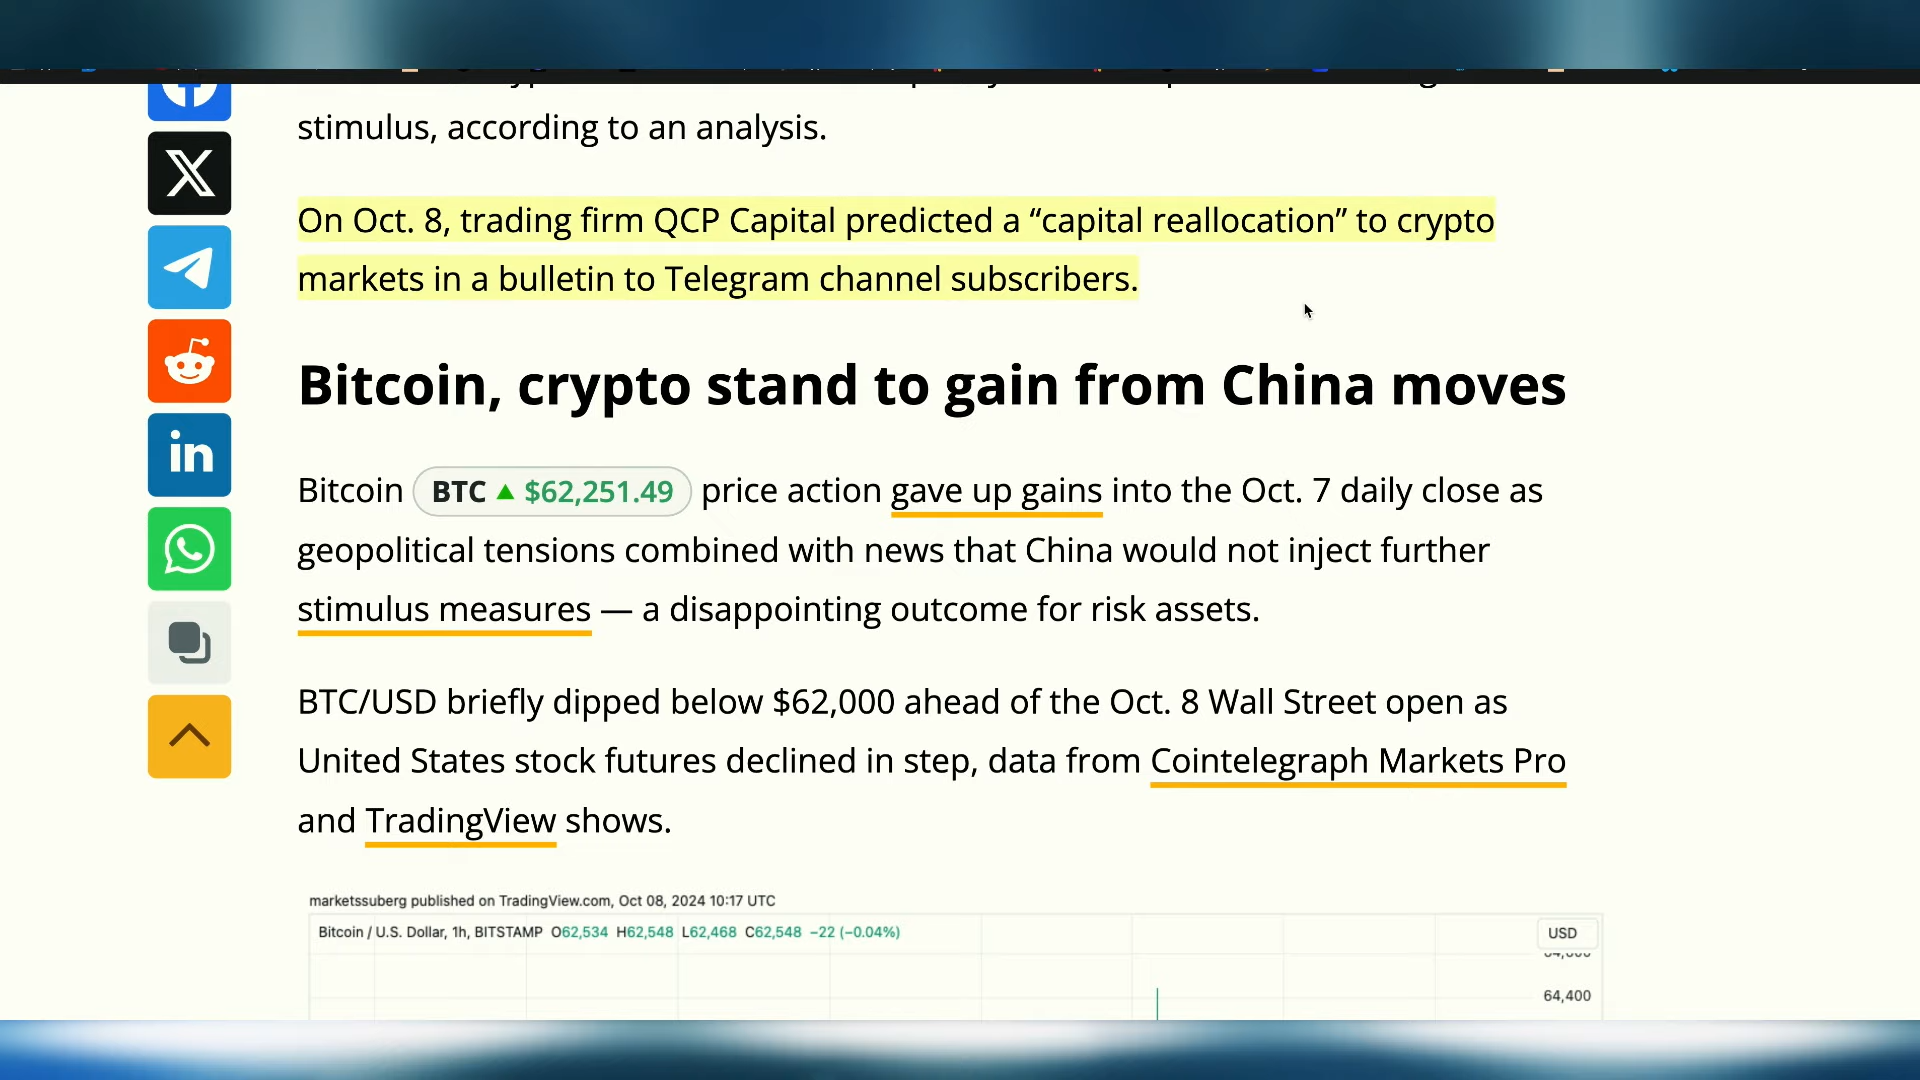 stimulus, according to an analysis.
On Oct. 8, trading firm QCP Capital predicted a “capital reallocation” to crypto
markets in a bulletin to Telegram channel subscribers.
Bitcoin, crypto stand to gain from China moves
Bitcoin BTC ▲ $62,251.49 price action gave up gains into the Oct. 7 daily close as
geopolitical tensions combined with news that China would not inject further
stimulus measures — a disappointing outcome for risk assets.
BTC/USD briefly dipped below $62,000 ahead of the Oct. 8 Wall Street open as
United States stock futures declined in step, data from Cointelegraph Markets Pro
and TradingView shows.
marketssuberg published on TradingView.com, Oct 08, 2024 10:17 UTC
Bitcoin / U.S. Dollar, 1h, BITSTAMP O62,534 H62,548 L62,468 C62,548 −22 (−0.04%)
USD
64,400
in